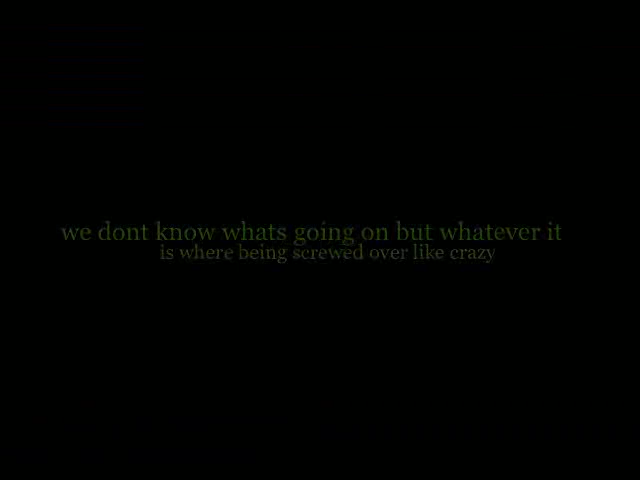 we dont know whats going on but whatever it
is where being screwed over like crazy